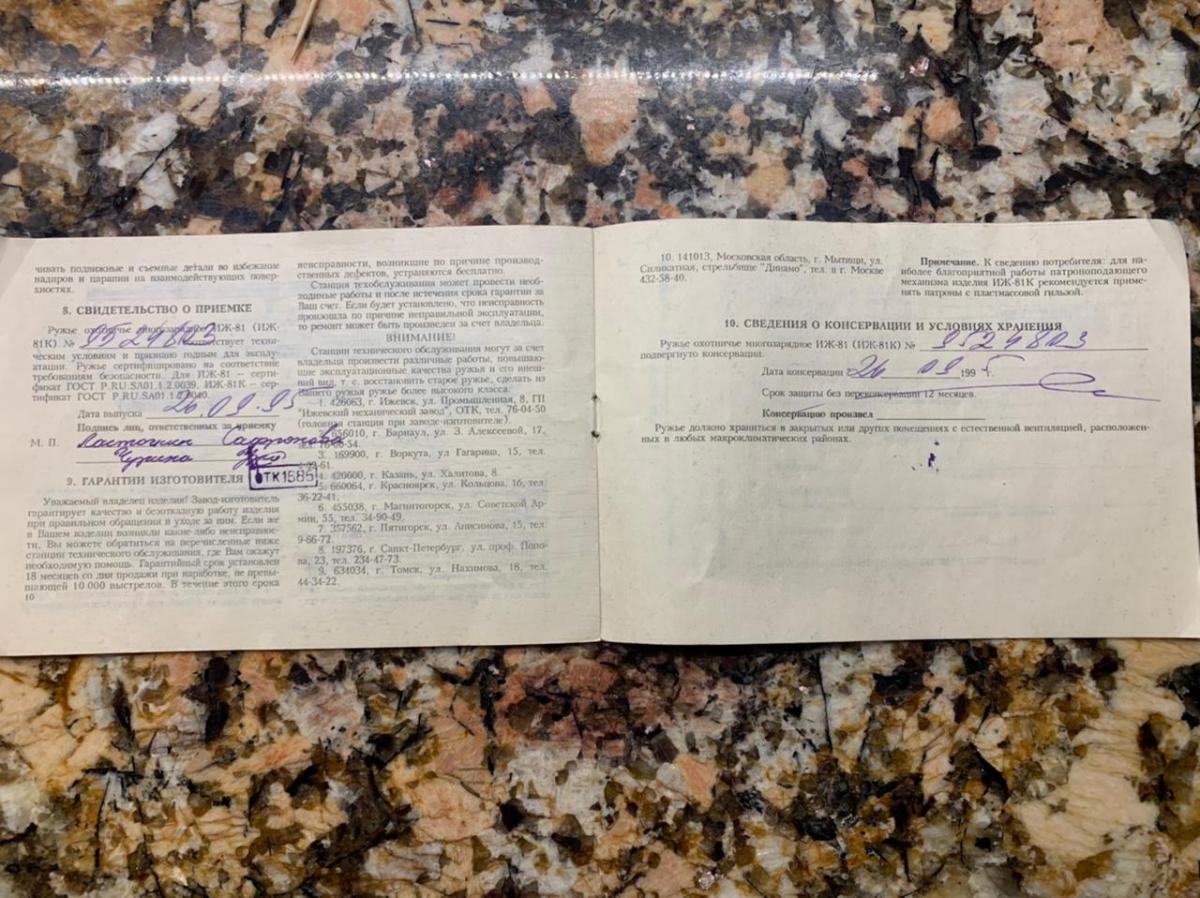 чивать подвижные и съемные детали во избежание
надиров и царапин на взаимодействующих повер-
хностях.
8. СВИДЕТЕЛЬСТВО О ПРИЕМКЕ
Ружье охотничье многозарядное ИЖ-81 (ИЖ-
81К) № 9524803 соответствует техни-
ческим условиям и признано годным для эксплу-
атации. Ружье сертифицировано на соответствие
требованиям безопасности. Для ИЖ-81 – серти-
фикат ГОСТ Р.RU.SA01.1.2.0039, ИЖ-81К – сер-
тификат ГОСТ Р.RU.SA01.1.2.0040.
Дата выпуска 26.09.95
Подпись лиц, ответственных за приемку
М. П.
ОТК1585
9. ГАРАНТИИ ИЗГОТОВИТЕЛЯ
Уважаемый владелец изделия! Завод-изготовитель
гарантирует качество и безотказную работу изделия
при правильном обращении и уходе за ним. Если же
в Вашем изделии возникли какие-либо неисправнос-
ти, Вы можете обратиться на перечисленные ниже
станции технического обслуживания, где Вам окажут
необходимую помощь. Гарантийный срок установлен
18 месяцев со дня продажи при наработке, не превы-
шающей 10 000 выстрелов. В течение этого срока
10
неисправности, возникшие по причине производ-
ственных дефектов, устраняются бесплатно.
Станция техобслуживания может провести необ-
ходимые работы и после истечения срока гарантии за
Ваш счет. Если будет установлено, что неисправность
произошла по причине неправильной эксплуатации,
то ремонт может быть произведен за счет владельца.
ВНИМАНИЕ!
Станции технического обслуживания могут за счет
владельца произвести различные работы, повышаю-
щие эксплуатационные качества ружья и его внеш-
ний вид, т. е. восстановить старое ружье, сделать из
Вашего ружья ружье более высокого класса.
1. 426063, г. Ижевск, ул. Промышленная, 8, ГП
"Ижевский механический завод", ОТК, тел. 76-04-50
(головная станция при заводе-изготовителе).
2. 656010, г. Барнаул, ул. З. Алексеевой, 17,
3. 169900, г. Воркута, ул Гагарина, 15, тел.
4. 420000, г. Казань, ул. Халитова, 8.
5. 660064, г. Красноярск, ул. Кольцова, 16, тел
36-22-41.
6. 455038, г. Магнитогорск, ул. Советской Ар-
мии, 55, тел. 34-90-49.
7. 357562, г. Пятигорск, ул. Анисимова, 15, тел
9-66-72.
8. 197376, г. Санкт-Петербург, ул. проф. Попо-
ва, 23, тел. 234-47-73.
9. 634034, г. Томск, ул. Нахимова, 18, тел.
44-34-22.
10. 141013, Московская область, г. Мытищи, ул.
Силикатная, стрельбище "Динамо", тел. в г. Москве
432-58-40.
Примечание. К сведению потребителя: для на-
иболее благоприятной работы патроноподающего
механизма изделия ИЖ-81К рекомендуется приме-
нять патроны с пластмассовой гильзой.
10. СВЕДЕНИЯ О КОНСЕРВАЦИИ И УСЛОВИЯХ ХРАНЕНИЯ
Ружье охотничье многозарядное ИЖ-81 (ИЖ-81К) № 9524803
подвергнуто консервации.
Дата консервации 26 09 1995 г.
Срок защиты без переконсервации 12 месяцев.
Консервацию произвел
Ружье должно храниться в закрытых или других помещениях с естественной вентиляцией, расположен-
ных в любых макроклиматических районах.